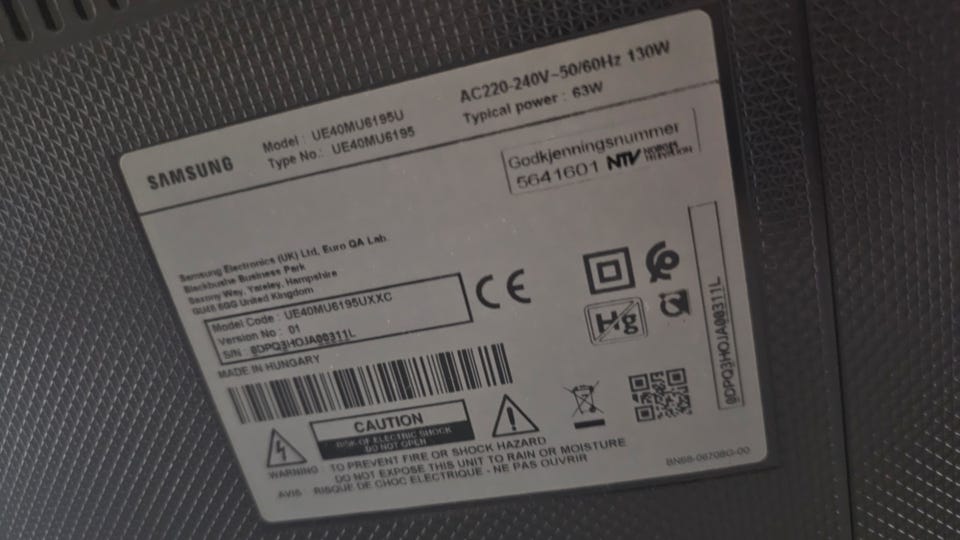 SAMSUNG
Model : UE40MU6195U
Type No.: UE40MU6195
AC220-240V~50/60Hz 130W
Typical power : 63W
Godkjenningsnummer
5641601 NTV NORGES TELEVISJON
Samsung Electronics (UK) Ltd, Euro QA Lab.
Blackbushe Business Park
Saxony Way, Yateley, Hampshire
GU46 6GG United Kingdom
Model Code : UE40MU6195UXXC
Version No : 01
S/N : 0DPQ3HOJA00311L
MADE IN HUNGARY
CE
Hg
0DPQ3HOJA00311L
CAUTION
RISK OF ELECTRIC SHOCK
DO NOT OPEN
WARNING TO PREVENT FIRE OR SHOCK HAZARD
DO NOT EXPOSE THIS UNIT TO RAIN OR MOISTURE
AVIS RISQUE DE CHOC ELECTRIQUE - NE PAS OUVRIR
BN68-08708G-00